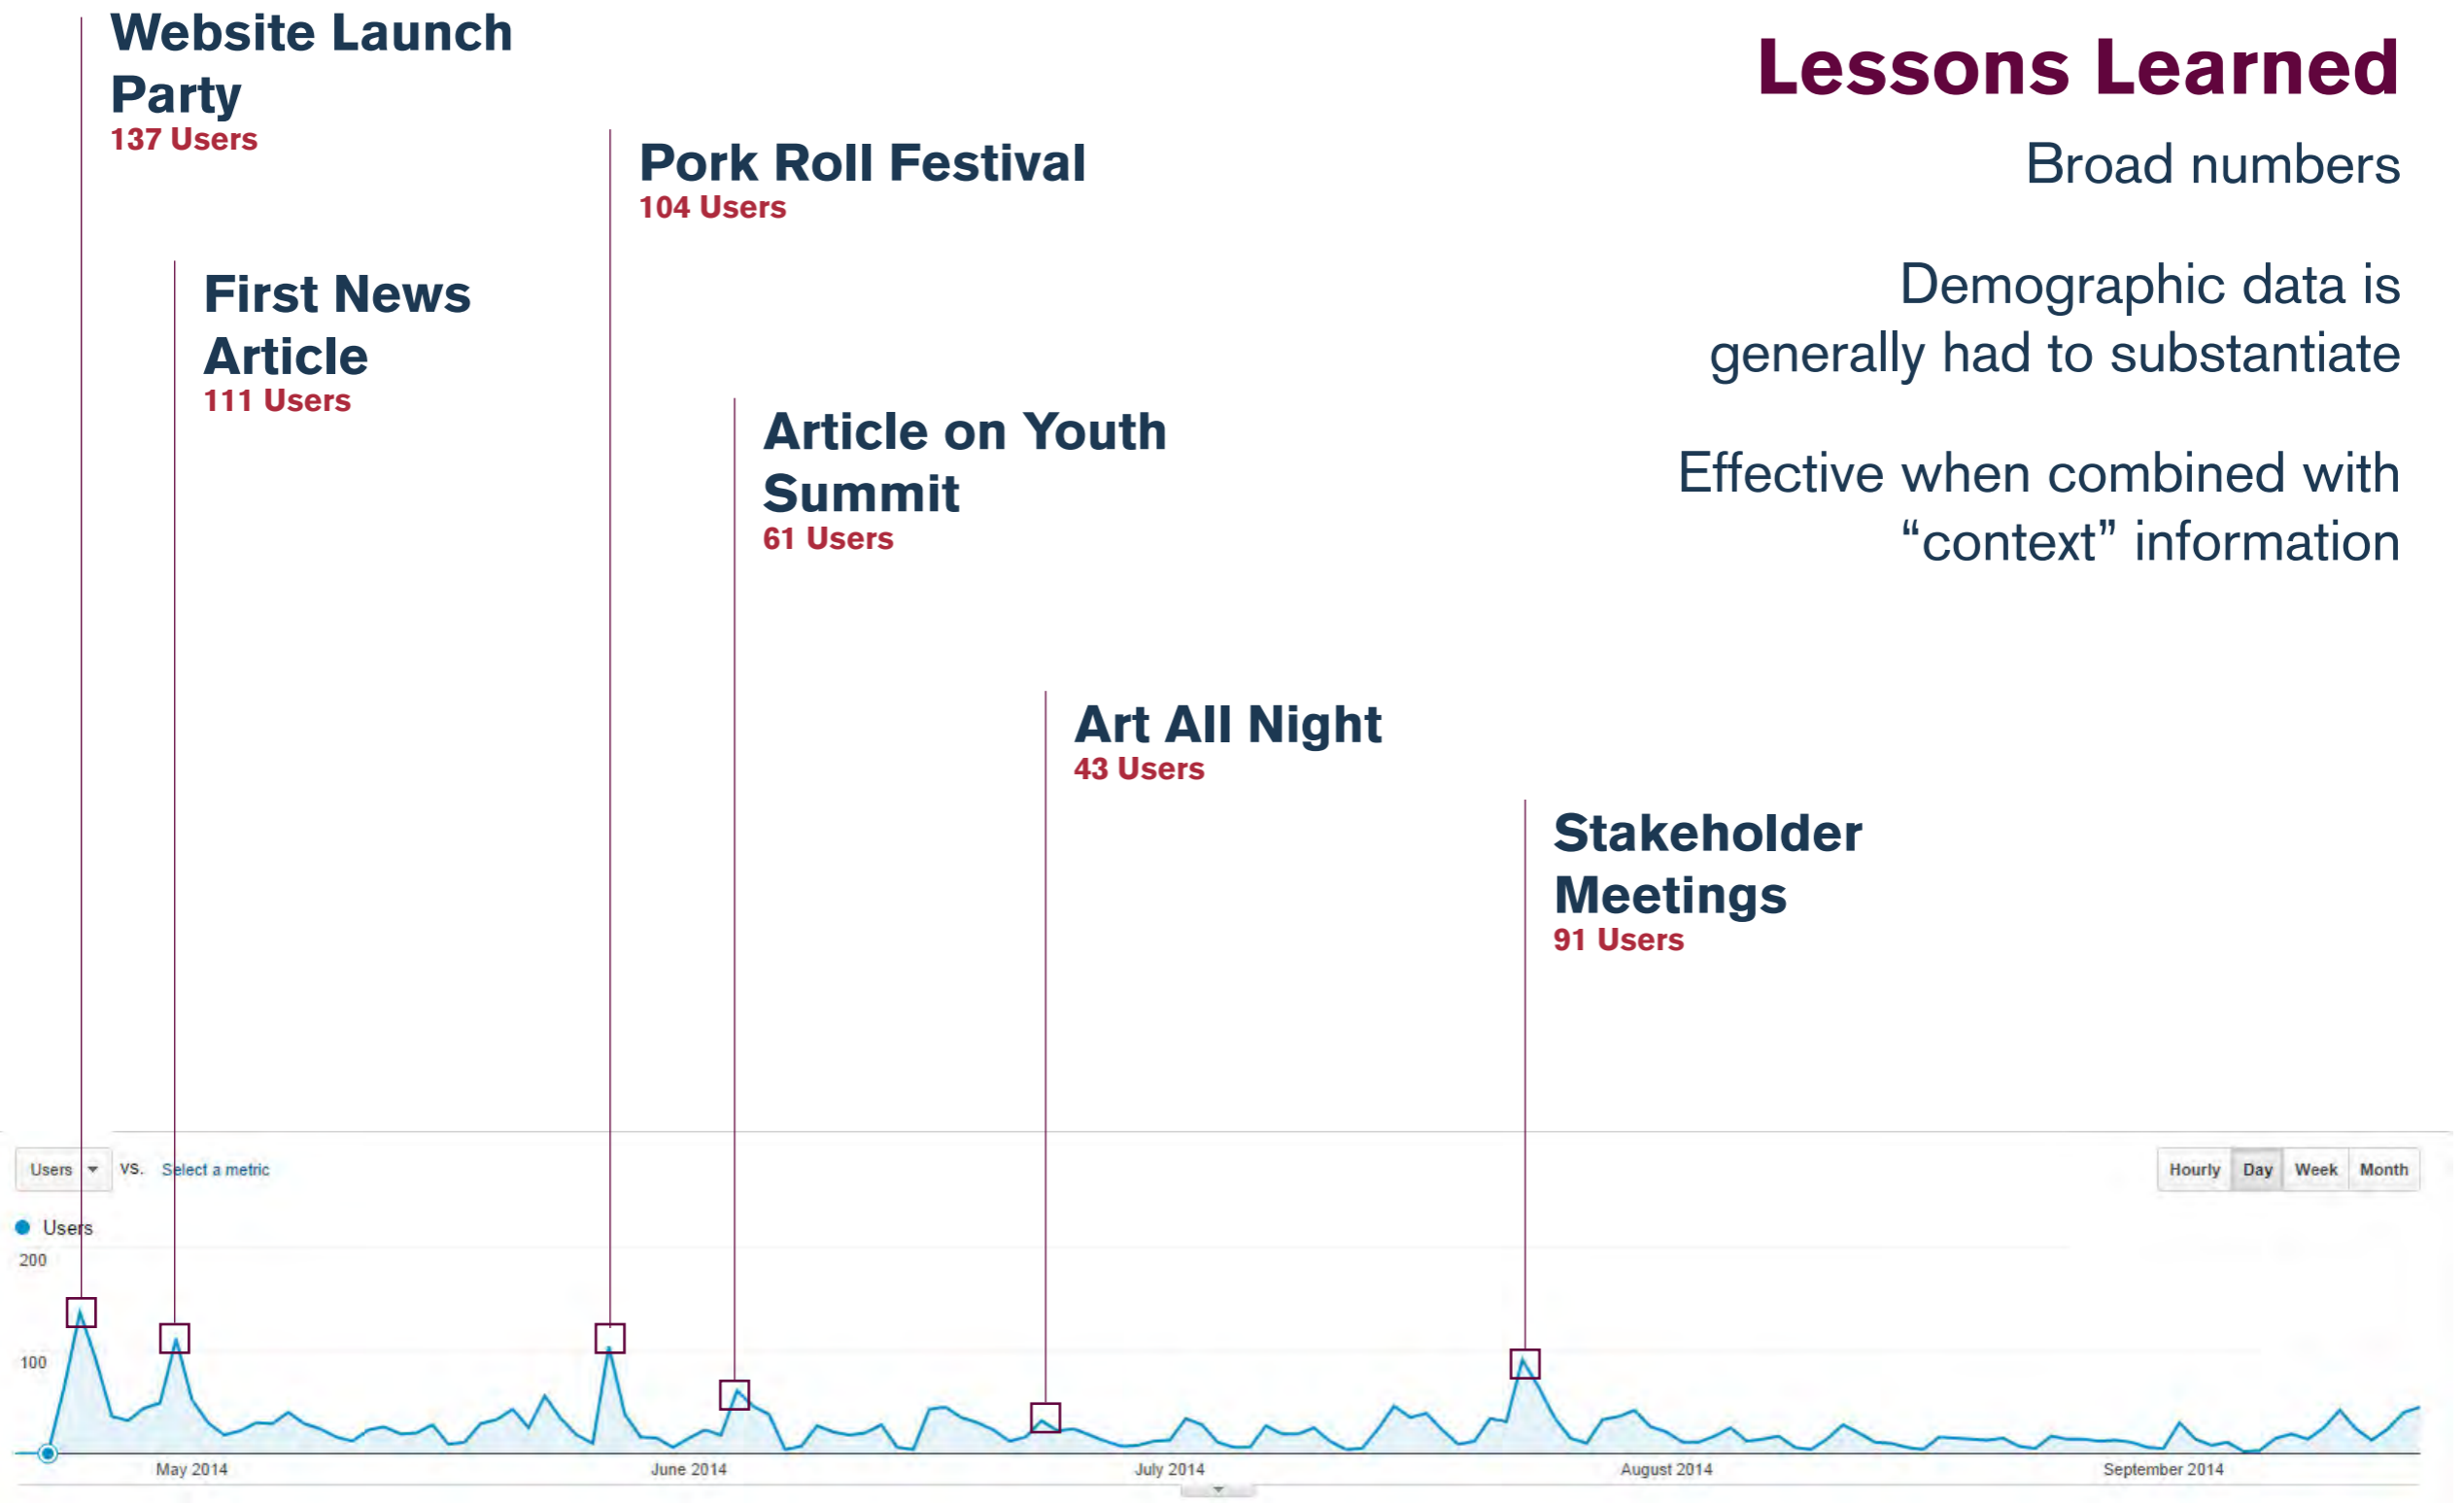 Website Launch
Party
137 Users
First News
Article
111 Users
Pork Roll Festival
104 Users
Article on Youth
Summit
61 Users
Art All Night
43 Users
Stakeholder
Meetings
91 Users
Lessons Learned
Broad numbers
Demographic data is
generally had to substantiate
Effective when combined with
“context” information
Users VS. Select a metric
Hourly Day Week Month
Users
200
100
May 2014 June 2014 July 2014 August 2014 September 2014